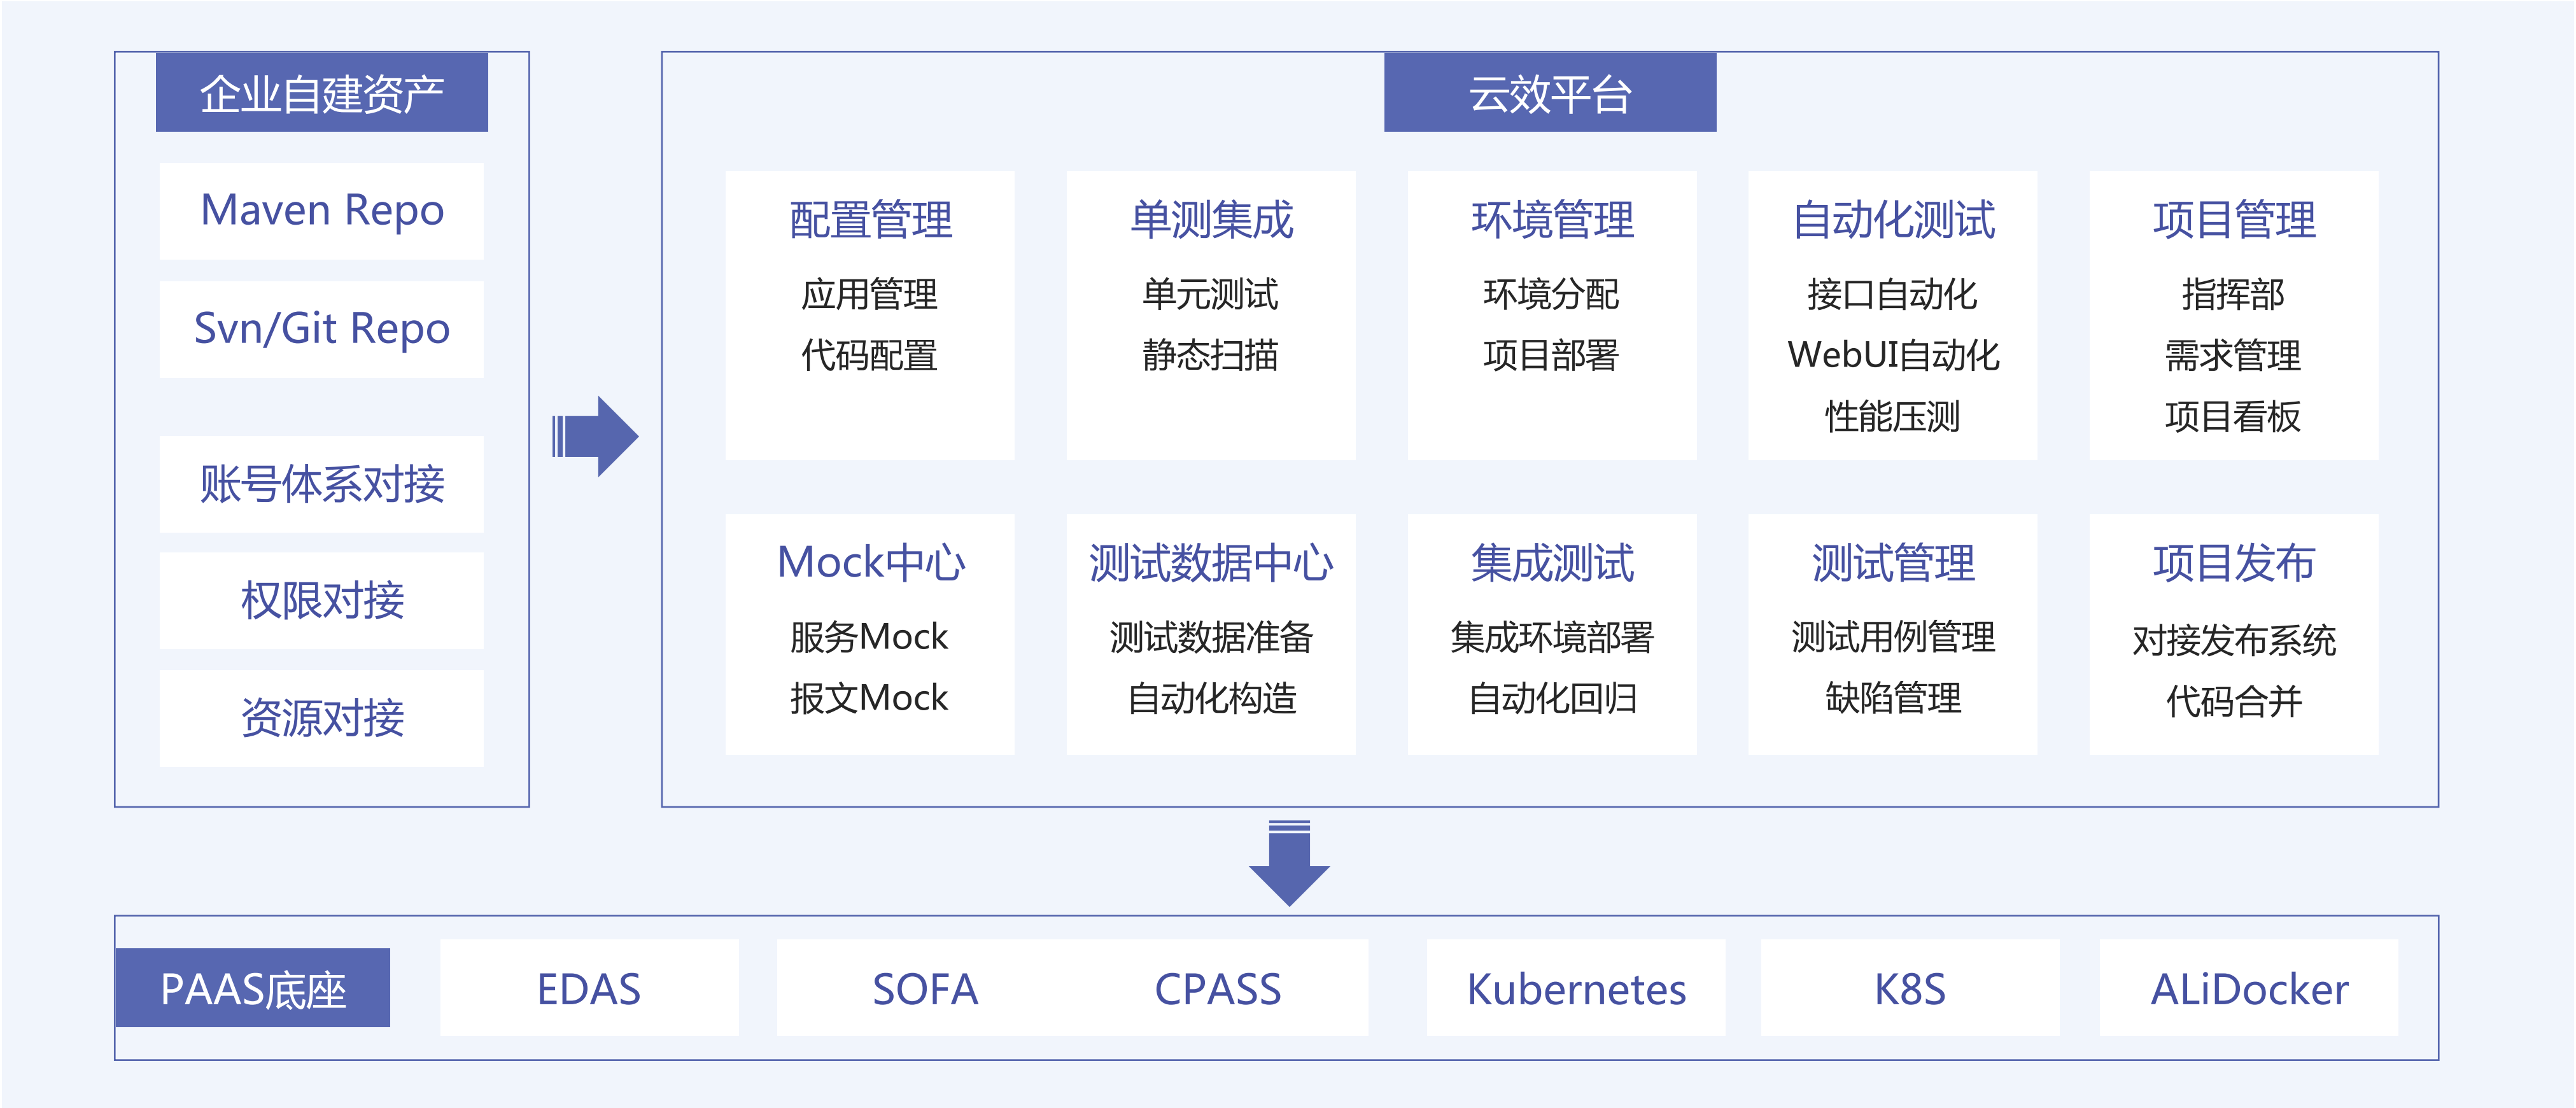 企业自建资产
Maven Repo
Svn/Git Repo
账号体系对接
权限对接
资源对接
云效平台
配置管理
应用管理
代码配置
单测集成
单元测试
静态扫描
环境管理
环境分配
项目部署
自动化测试
接口自动化
WebUI自动化
性能压测
项目管理
指挥部
需求管理
项目看板
Mock中心
服务Mock
报文Mock
测试数据中心
测试数据准备
自动化构造
集成测试
集成环境部署
自动化回归
测试管理
测试用例管理
缺陷管理
项目发布
对接发布系统
代码合并
PAAS底座
EDAS
SOFA
CPASS
Kubernetes
K8S
ALiDocker